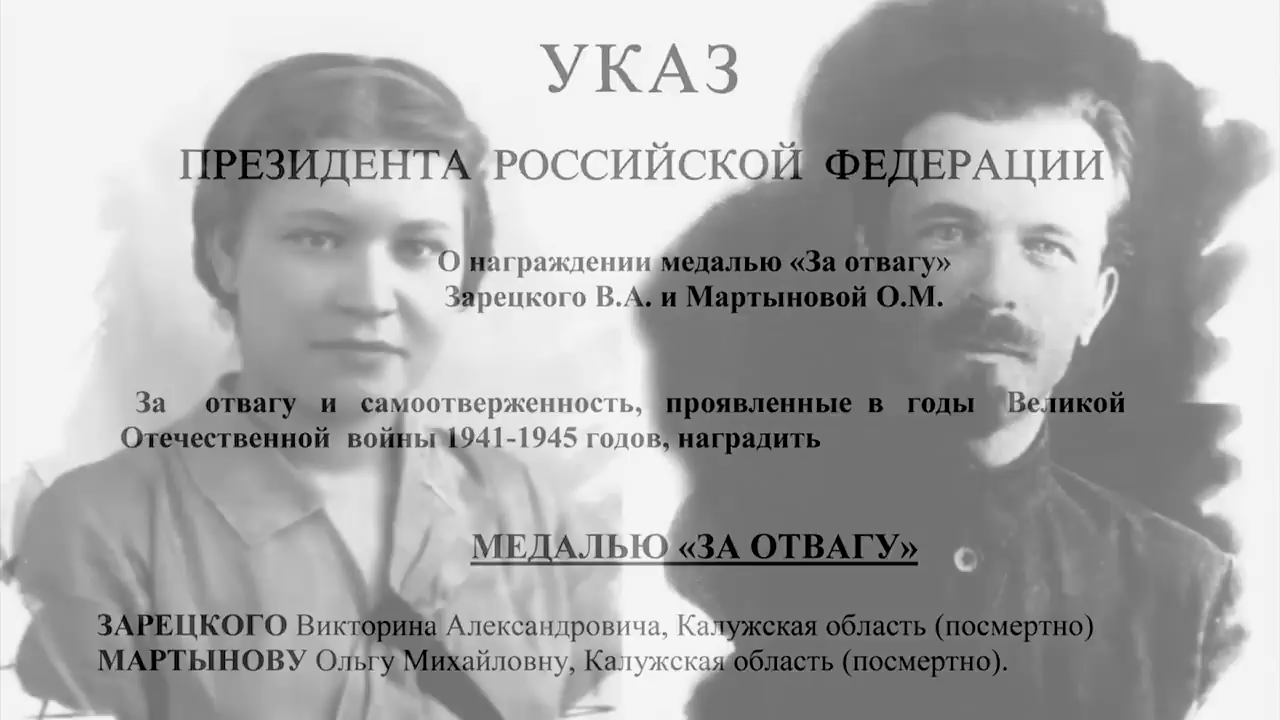 УКАЗ
ПРЕЗИДЕНТА РОССИЙСКОЙ ФЕДЕРАЦИИ
О награждении медалью «За отвагу»
Зарецкого В.А. и Мартыновой О.М.
За отвагу и самоотверженность, проявленные в годы Великой
Отечественной войны 1941-1945 годов, наградить
МЕДАЛЬЮ «ЗА ОТВАГУ»
ЗАРЕЦКОГО Викторина Александровича, Калужская область (посмертно)
МАРТЫНОВУ Ольгу Михайловну, Калужская область (посмертно).